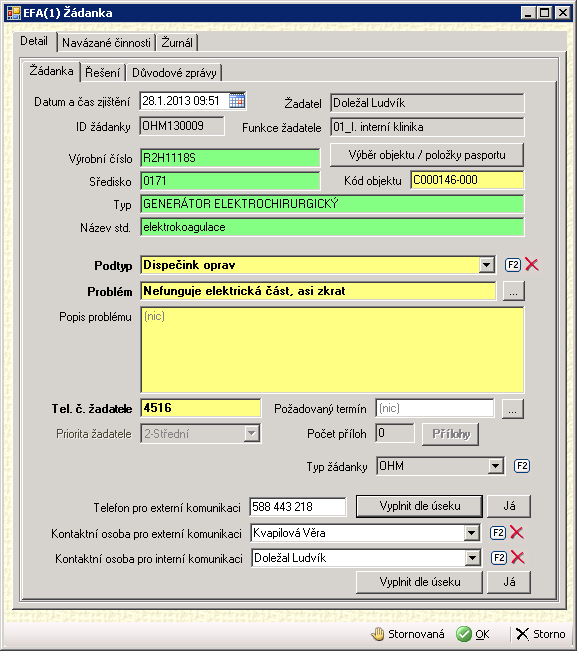 EFA(1) Žádanka
Detail Navázané činnosti Žurnál
Žádanka Řešení Důvodové zprávy
Datum a čas zjištění 28.1.2013 09:51 Žadatel Doležal Ludvík
ID žádanky OHM130009 Funkce žadatele 01_I. interní klinika
Výrobní číslo R2H1118S Výběr objektu / položky pasportu
Středisko 0171 Kód objektu C000146-000
Typ GENERÁTOR ELEKTROCHIRURGICKÝ
Název std. elektrokoagulace
Podtyp Dispečink oprav F2
Problém Nefunguje elektrická část, asi zkrat ...
Popis problému (nic)
Tel. č. žadatele 4516 Požadovaný termín (nic) ...
Priorita žadatele 2-Střední Počet příloh 0 Přílohy
Typ žádanky OHM F2
Telefon pro externí komunikaci 588 443 218 Vyplnit dle úseku Já
Kontaktní osoba pro externí komunikaci Kvapilová Věra F2
Kontaktní osoba pro interní komunikaci Doležal Ludvík F2
Vyplnit dle úseku Já
Stornovaná OK Storno